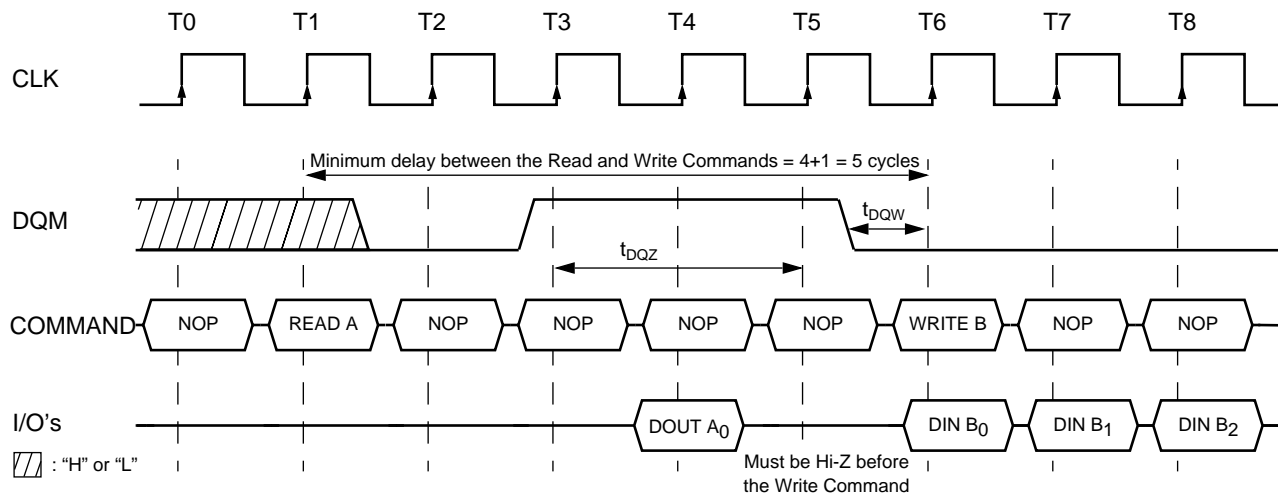 T0 T1 T2 T3 T4 T5 T6 T7 T8
CLK
Minimum delay between the Read and Write Commands = 4+1 = 5 cycles
DQM
tDQW
tDQZ
COMMAND NOP READ A NOP NOP NOP NOP WRITE B NOP NOP
I/O's DOUT A0 DIN B0 DIN B1 DIN B2
: “H” or “L”
Must be Hi-Z before
the Write Command